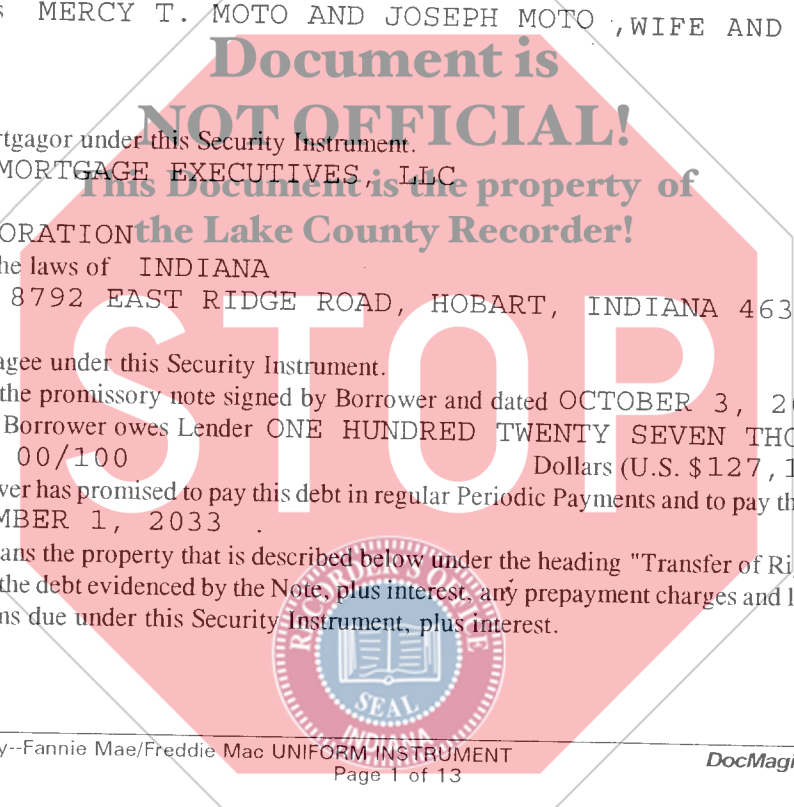 MERCY T. MOTO AND JOSEPH MOTO ,WIFE AND
Document is
NOT OFFICIAL!
rtgagor under this Security Instrument.
MORTGAGE EXECUTIVES, LLC
This Document is the property of
ORATION
the Lake County Recorder!
he laws of INDIANA
8792 EAST RIDGE ROAD, HOBART, INDIANA 463
STOP
agee under this Security Instrument.
the promissory note signed by Borrower and dated OCTOBER 3, 2
Borrower owes Lender ONE HUNDRED TWENTY SEVEN THO
00/100 Dollars (U.S. $127,1
wer has promised to pay this debt in regular Periodic Payments and to pay th
MBER 1, 2033 .
ans the property that is described below under the heading "Transfer of Ri
the debt evidenced by the Note, plus interest, any prepayment charges and l
ns due under this Security Instrument, plus interest.
RECORDER'S OFFICE
SEAL
INDIANA
y--Fannie Mae/Freddie Mac UNIFORM INSTRUMENT
DocMagi
Page 1 of 13